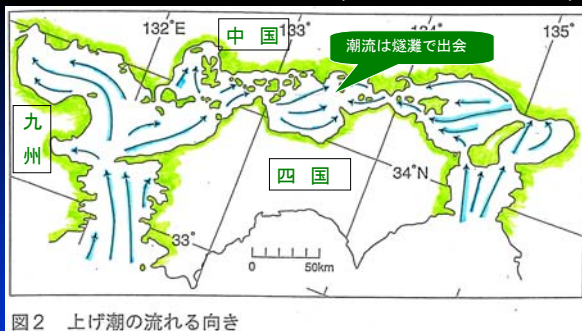 132°E
中 国
133°
134°
135°
潮流は燧灘で出会
九
州
四 国
34°N
33°
50km
図2 上げ潮の流れる向き